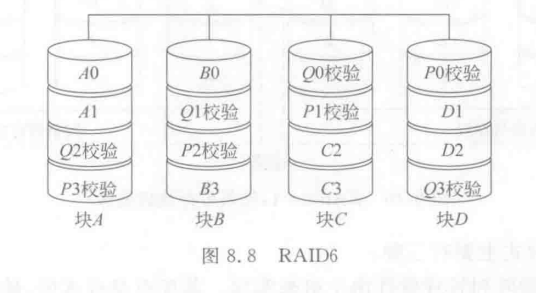 A0 B0 Q0校验 P0校验
A1 Q1校验 P1校验 D1
Q2校验 P2校验 C2 D2
P3校验 B3 C3 Q3校验
块A 块B 块C 块D
图 8.8 RAID6